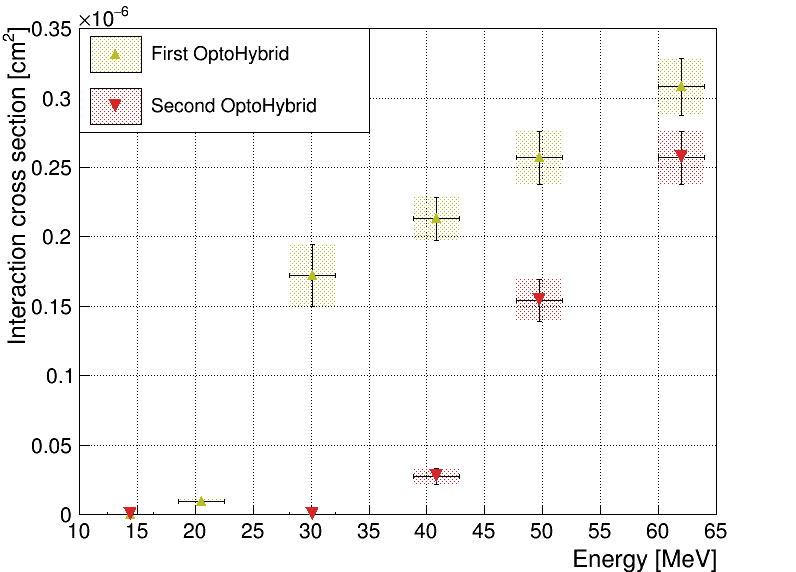 ×10⁻⁶
Interaction cross section [cm²]
0.35
0.3
0.25
0.2
0.15
0.1
0.05
0
First OptoHybrid
Second OptoHybrid
10 15 20 25 30 35 40 45 50 55 60 65
Energy [MeV]